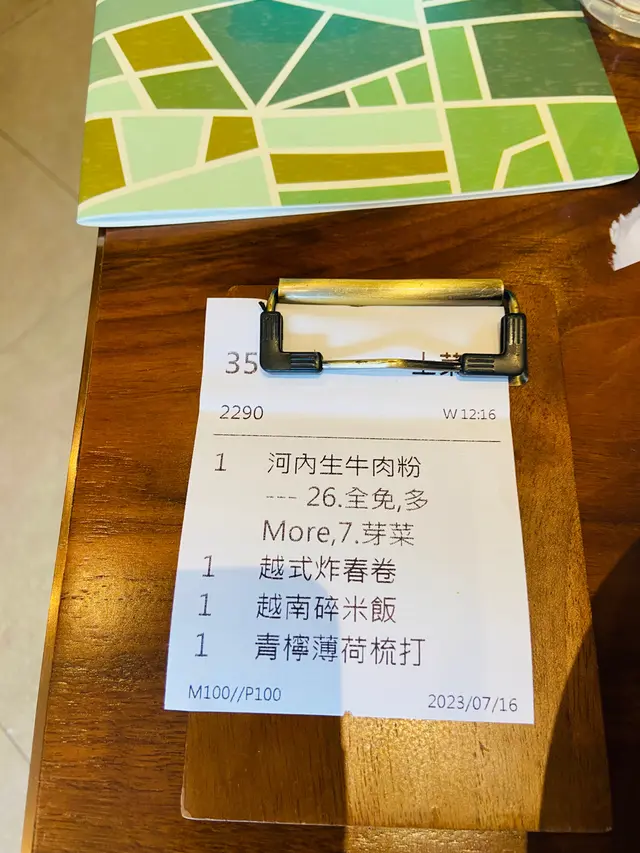 35
2290 W 12:16
1 河內生牛肉粉
--- 26.全免,多
More,7.芽菜
1 越式炸春卷
1 越南碎米飯
1 青檸薄荷梳打
M100//P100 2023/07/16